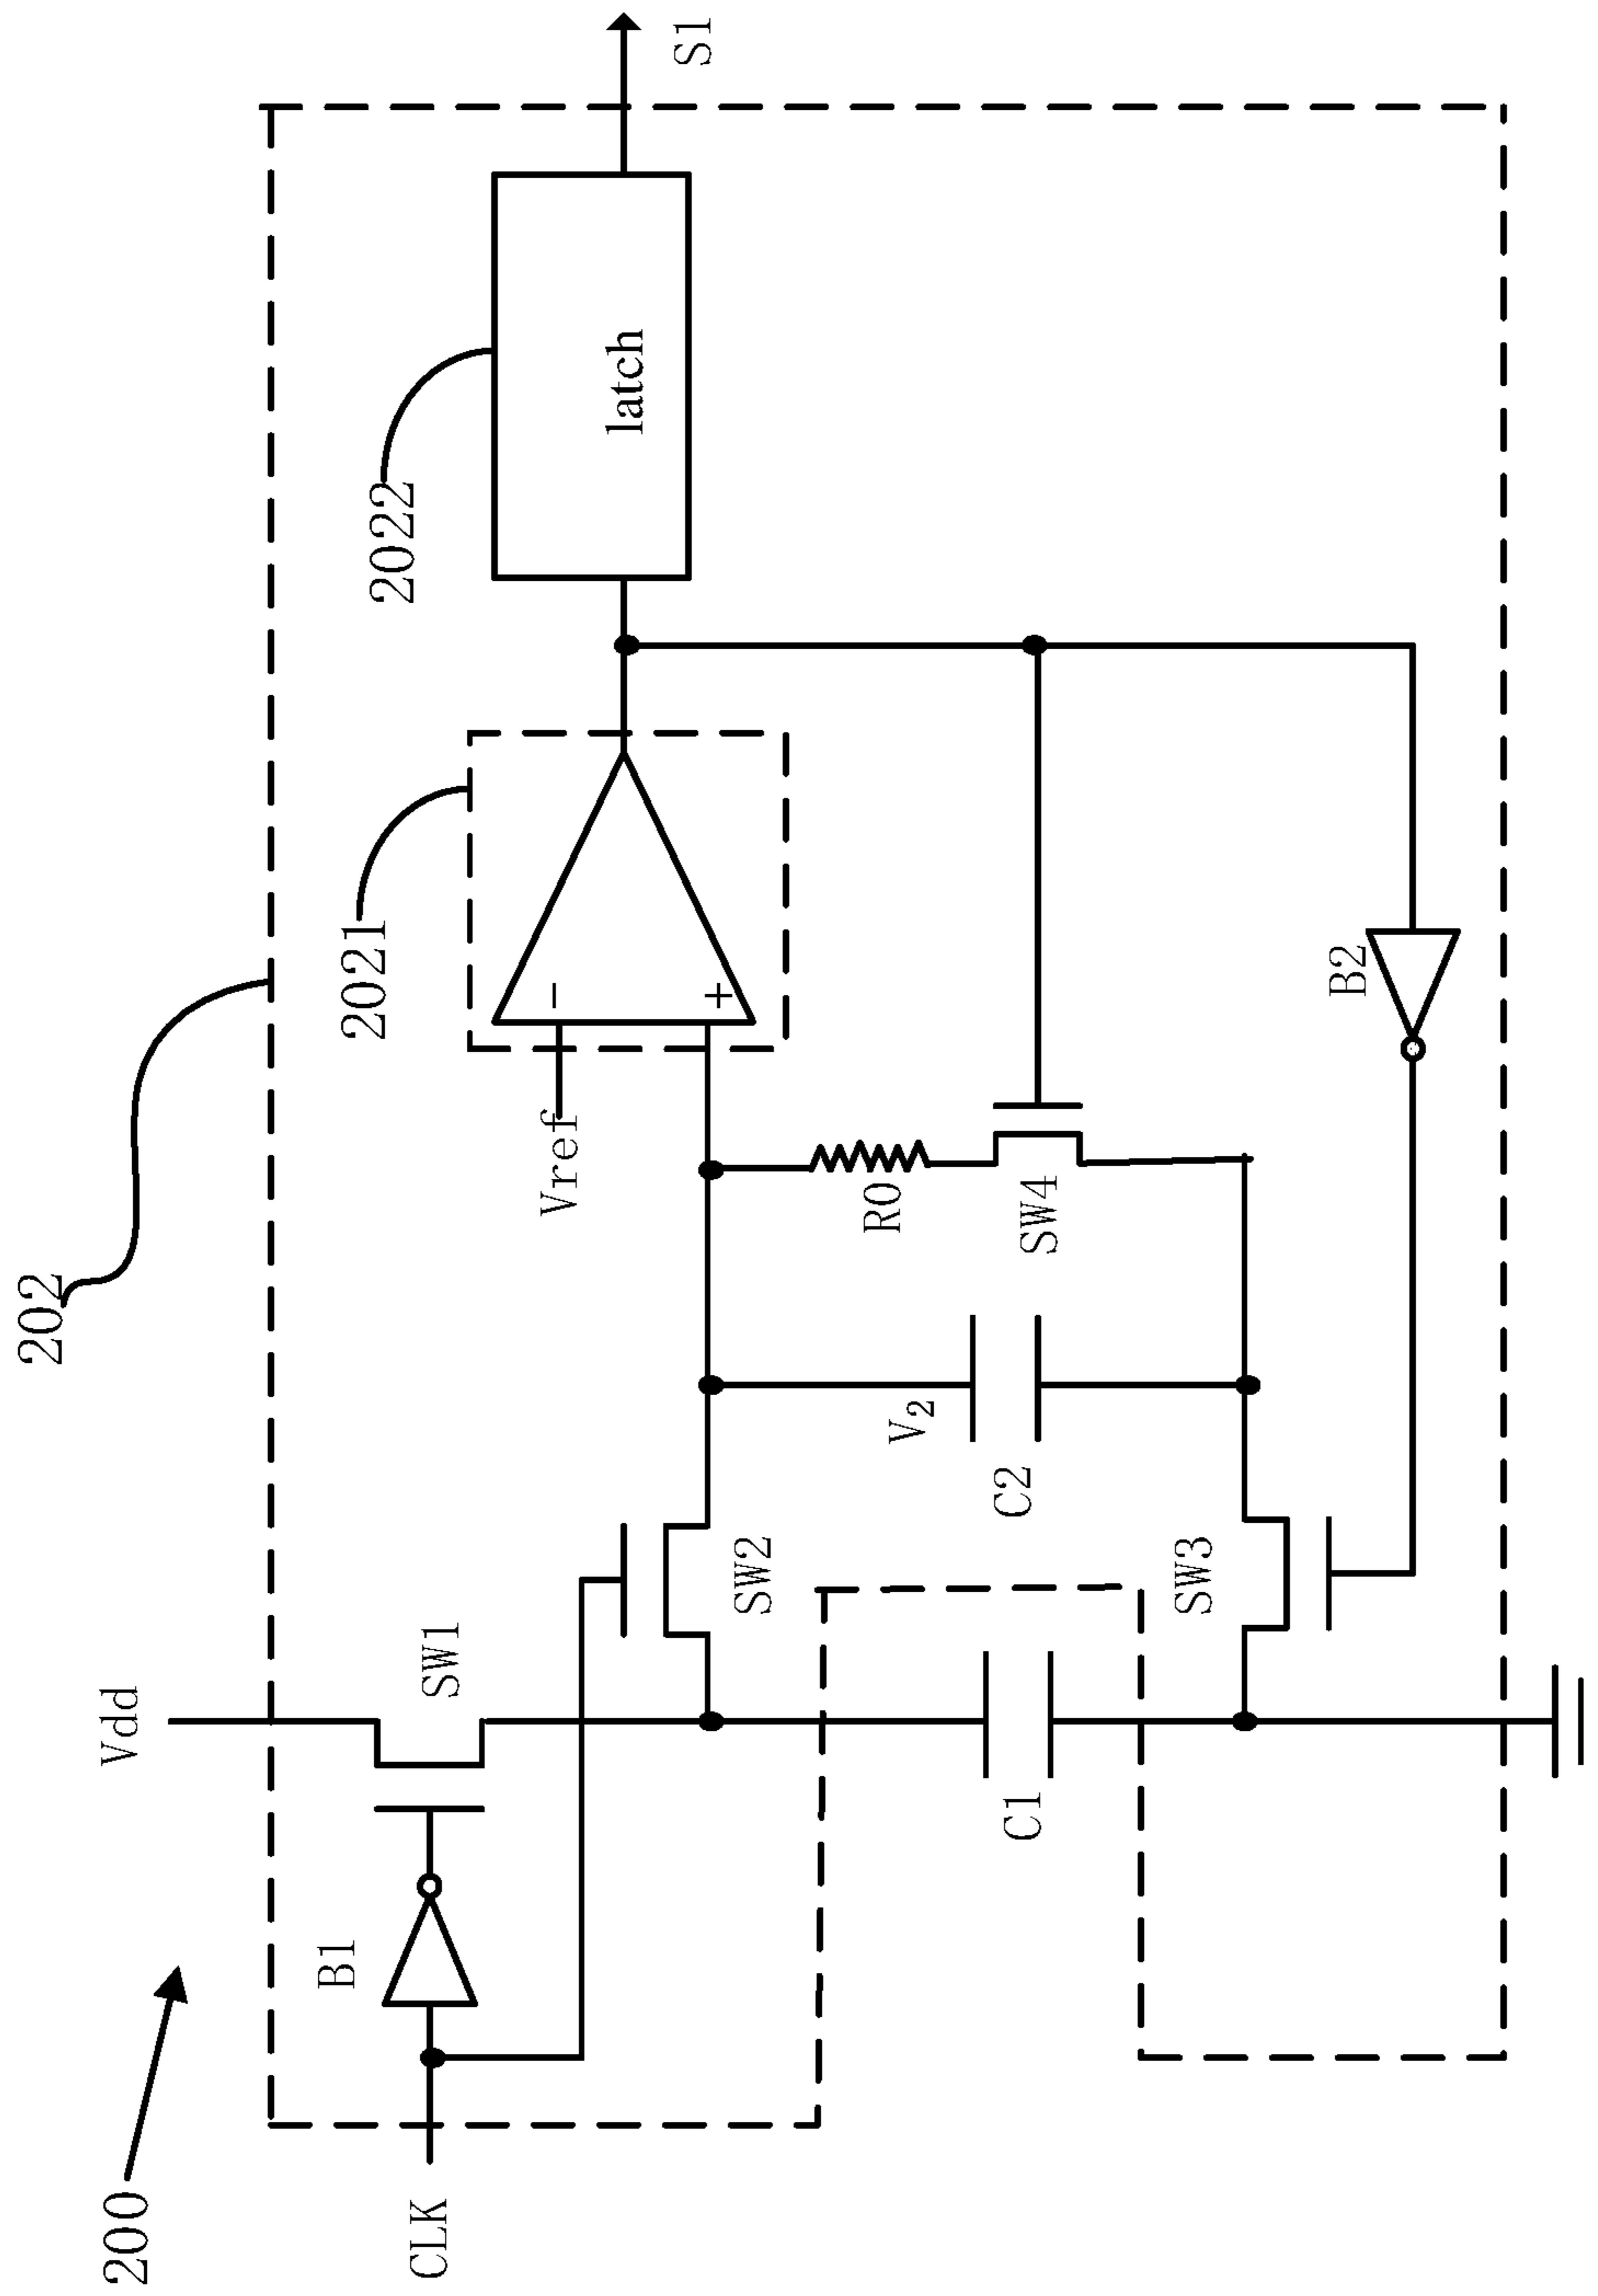 200
202
Vdd
CLK
B1
SW1
SW2
C1
SW3
V2
C2
R0
SW4
Vref
-
+
2021
B2
2022
latch
S1